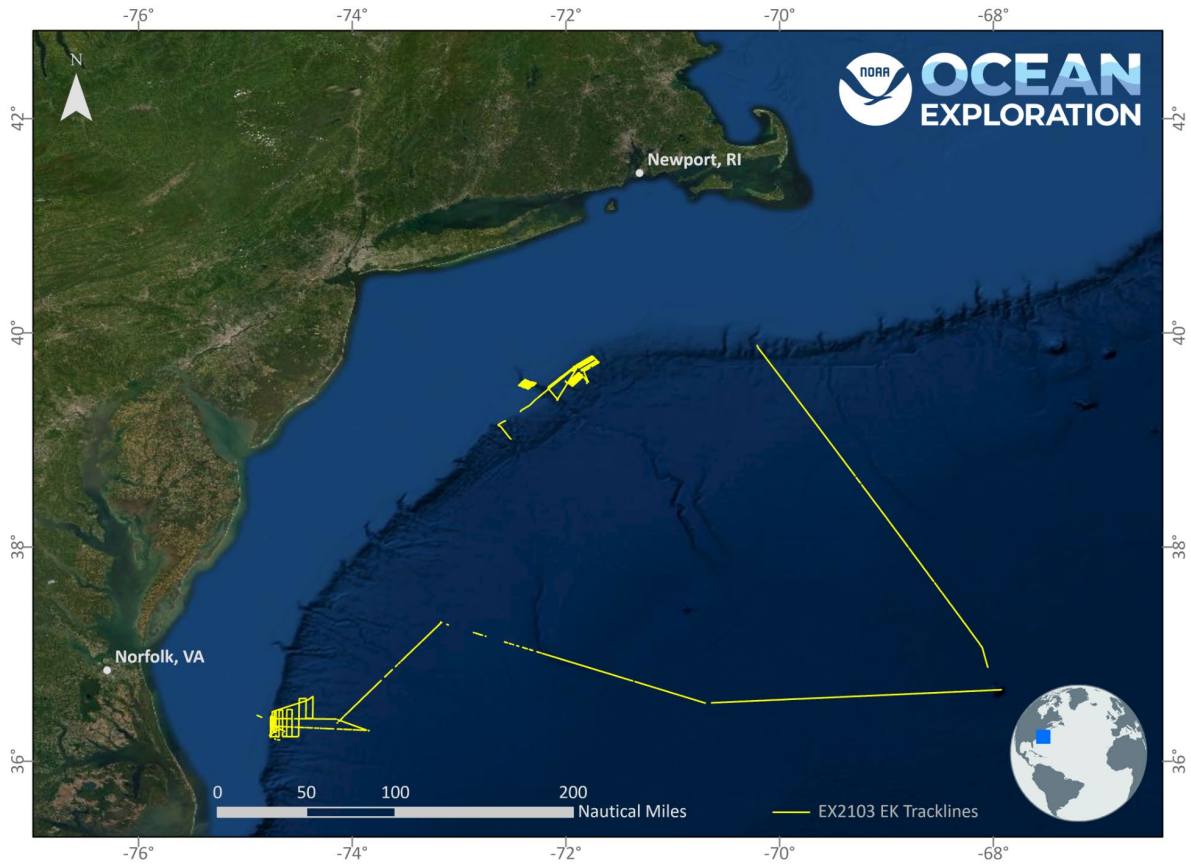 -76°
-74°
-72°
-70°
-68°
N
NOAA
OCEAN
EXPLORATION
42°
42°
Newport, RI
40°
40°
38°
38°
Norfolk, VA
36°
36°
0
50
100
200
Nautical Miles
EX2103 EK Tracklines
-76°
-74°
-72°
-70°
-68°